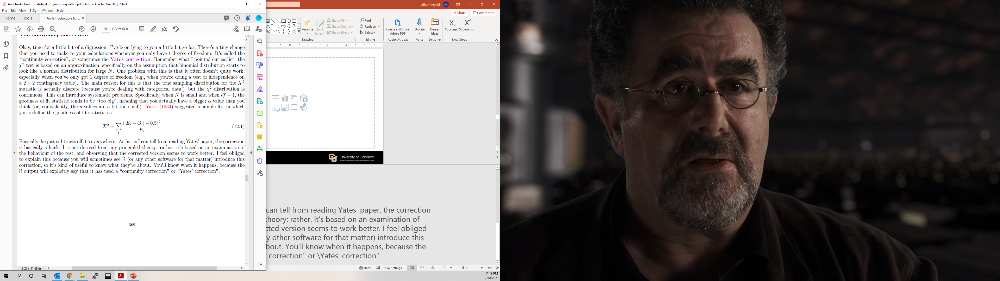 An Introduction to statistical programming with R.pdf - Adobe Acrobat Pro DC (32-bit)
File Edit View E-Sign Window Help
Home Tools An Introduction to ... ×
369 (382 of 613)
The continuity correction
Okay, time for a little bit of a digression. I've been lying to you a little bit so far. There's a tiny change
that you need to make to your calculations whenever you only have 1 degree of freedom. It's called the
“continuity correction”, or sometimes the Yates correction. Remember what I pointed out earlier: the
χ² test is based on an approximation, specifically on the assumption that binomial distribution starts to
look like a normal distribution for large N. One problem with this is that it often doesn't quite work,
especially when you've only got 1 degree of freedom (e.g., when you're doing a test of independence on
a 2 × 2 contingency table). The main reason for this is that the true sampling distribution for the X²
statistic is actually discrete (because you're dealing with categorical data!) but the χ² distribution is
continuous. This can introduce systematic problems. Specifically, when N is small and when df = 1, the
goodness of fit statistic tends to be “too big”, meaning that you actually have a bigger α value than you
think (or, equivalently, the p values are a bit too small). Yates (1934) suggested a simple fix, in which
you redefine the goodness of fit statistic as:
X² = ∑i (|Ei − Oi| − 0.5)² / Ei (12.1)
Basically, he just subtracts off 0.5 everywhere. As far as I can tell from reading Yates' paper, the correction
is basically a hack. It's not derived from any principled theory: rather, it's based on an examination of
the behaviour of the test, and observing that the corrected version seems to work better. I feel obliged
to explain this because you will sometimes see R (or any other software for that matter) introduce this
correction, so it's kind of useful to know what they're about. You'll know when it happens, because the
R output will explicitly say that it has used a “continuity correction” or “Yates' correction”.
- 369 -
8.27 x 11.69 in
adham Atyabi AA
Share Comments
Arrange
Quick Styles
Shape Fill
Shape Outline
Shape Effects
Drawing
Find
Replace
Select
Editing
Create and Share Adobe PDF
Adobe Acrobat
Dictate
Voice
Design Ideas
Designer
Subscript Superscript
New Group
1 0 1 2 3 4
University of Colorado
can tell from reading Yates' paper, the correction
theory: rather, it's based on an examination of
cted version seems to work better. I feel obliged
y other software for that matter) introduce this
bout. You'll know when it happens, because the
correction" or \Yates' correction".
Notes Display Settings 75%
11:19 PM
7/18/2021